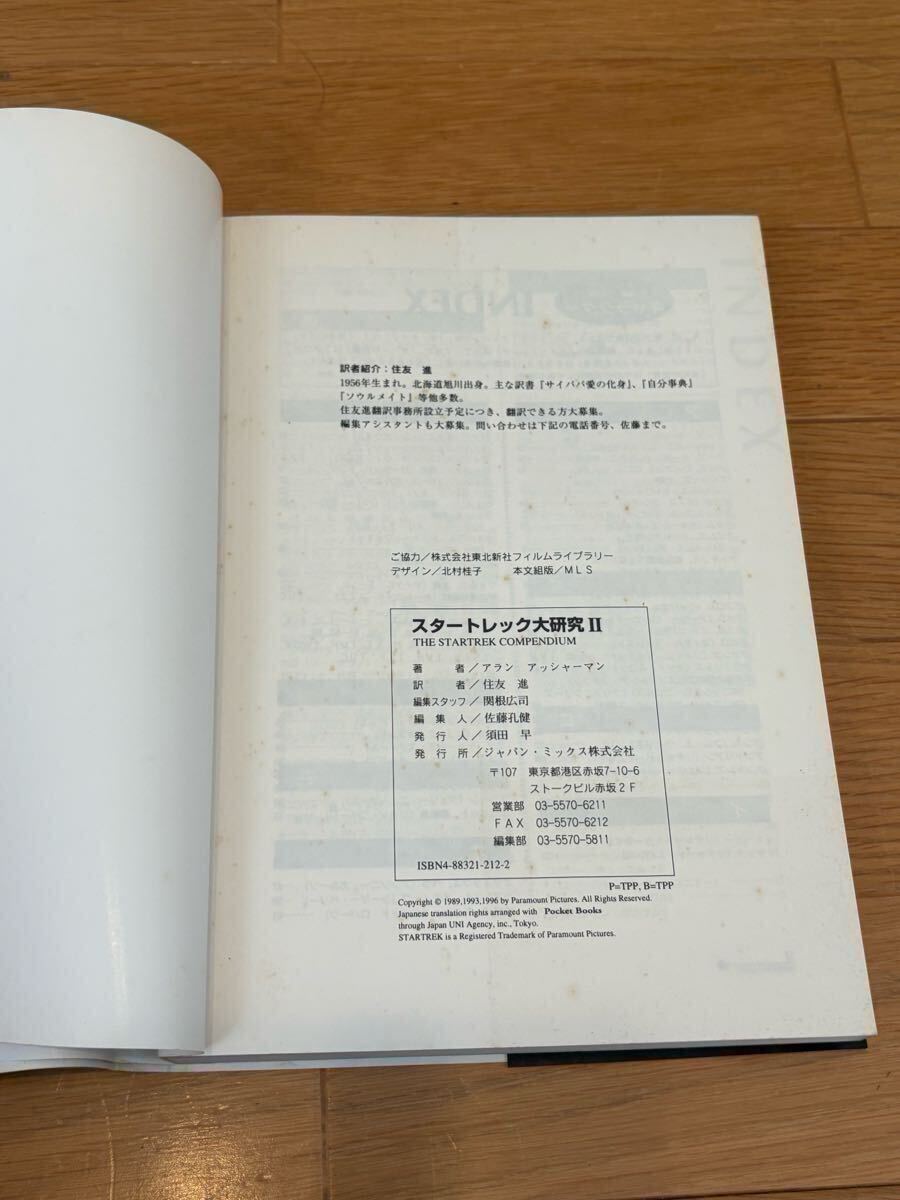 訳者紹介:住友 進
1956年生まれ。北海道旭川出身。主な訳書『サイババ愛の化身』、『自分事典』
『ソウルメイト』等他多数。
住友進翻訳事務所設立予定につき、翻訳できる方大募集。
編集アシスタントも大募集。問い合わせは下記の電話番号、佐藤まで。
ご協力/株式会社東北新社フィルムライブラリー
デザイン/北村桂子 本文組版/MLS
スタートレック大研究II
THE STARTREK COMPENDIUM
著 者/アラン アッシャーマン
訳 者/住友 進
編集スタッフ/関根広司
編 集 人/佐藤孔健
発 行 人/須田 早
発 行 所/ジャパン・ミックス株式会社
〒107 東京都港区赤坂7-10-6
ストークビル赤坂2F
営業部 03-5570-6211
FAX 03-5570-6212
編集部 03-5570-5811
ISBN4-88321-212-2
P=TPP, B=TPP
Copyright © 1989,1993,1996 by Paramount Pictures. All Rights Reserved.
Japanese translation rights arranged with Pocket Books
through Japan UNI Agency, inc., Tokyo.
STARTREK is a Registered Trademark of Paramount Pictures.
INDEX
INDEX